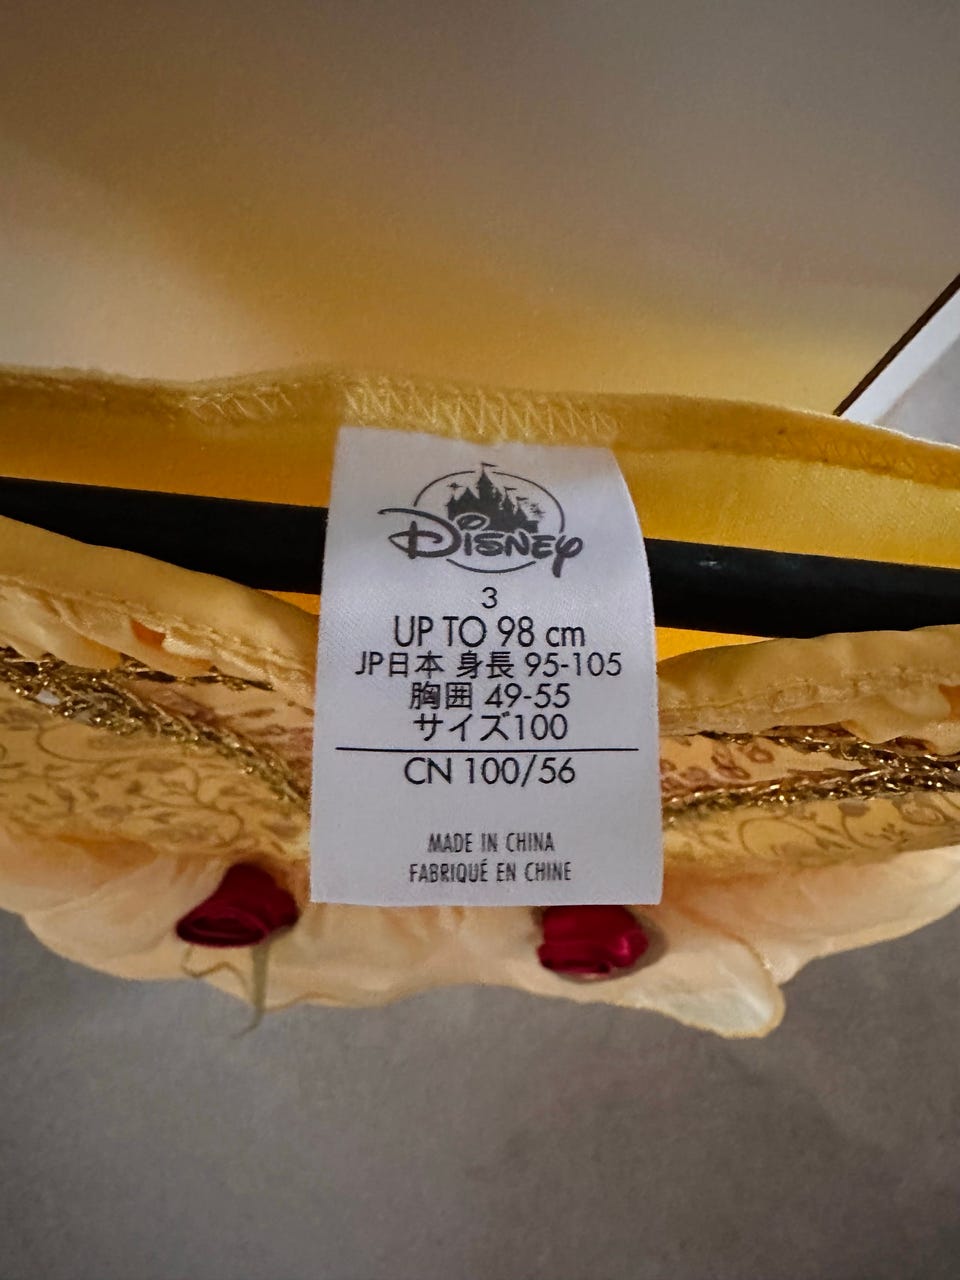 Disney
3
UP TO 98 cm
JP日本 身長 95-105
胸囲 49-55
サイズ100
CN 100/56
MADE IN CHINA
FABRIQUÉ EN CHINE